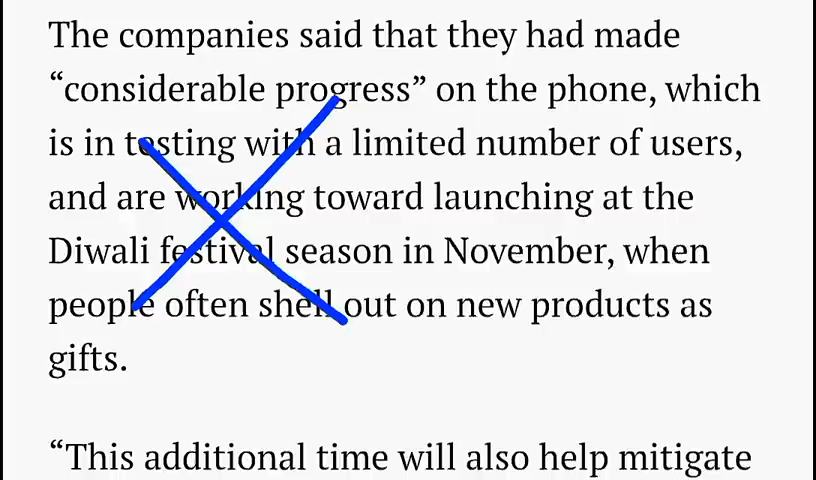 The companies said that they had made
“considerable progress” on the phone, which
is in testing with a limited number of users,
and are working toward launching at the
Diwali festival season in November, when
people often shell out on new products as
gifts.
“This additional time will also help mitigate